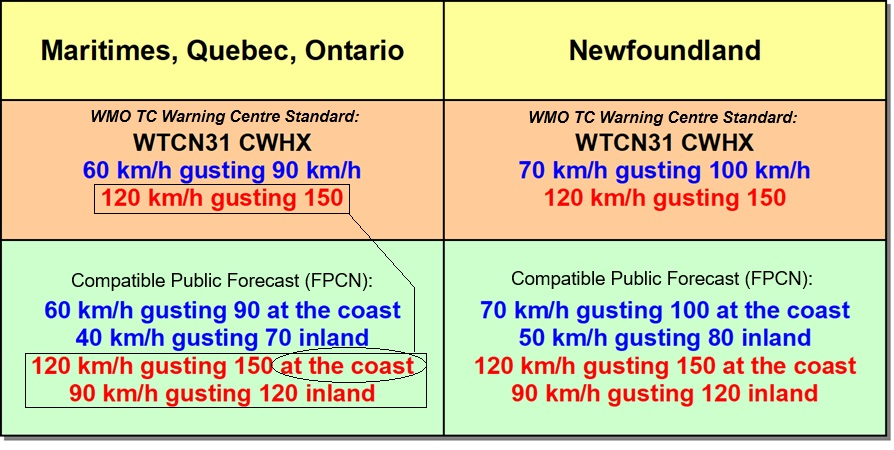 Maritimes, Quebec, Ontario
Newfoundland
WMO TC Warning Centre Standard:
WTCN31 CWHX
60 km/h gusting 90 km/h
120 km/h gusting 150
WMO TC Warning Centre Standard:
WTCN31 CWHX
70 km/h gusting 100 km/h
120 km/h gusting 150
Compatible Public Forecast (FPCN):
60 km/h gusting 90 at the coast
40 km/h gusting 70 inland
120 km/h gusting 150 at the coast
90 km/h gusting 120 inland
Compatible Public Forecast (FPCN):
70 km/h gusting 100 at the coast
50 km/h gusting 80 inland
120 km/h gusting 150 at the coast
90 km/h gusting 120 inland